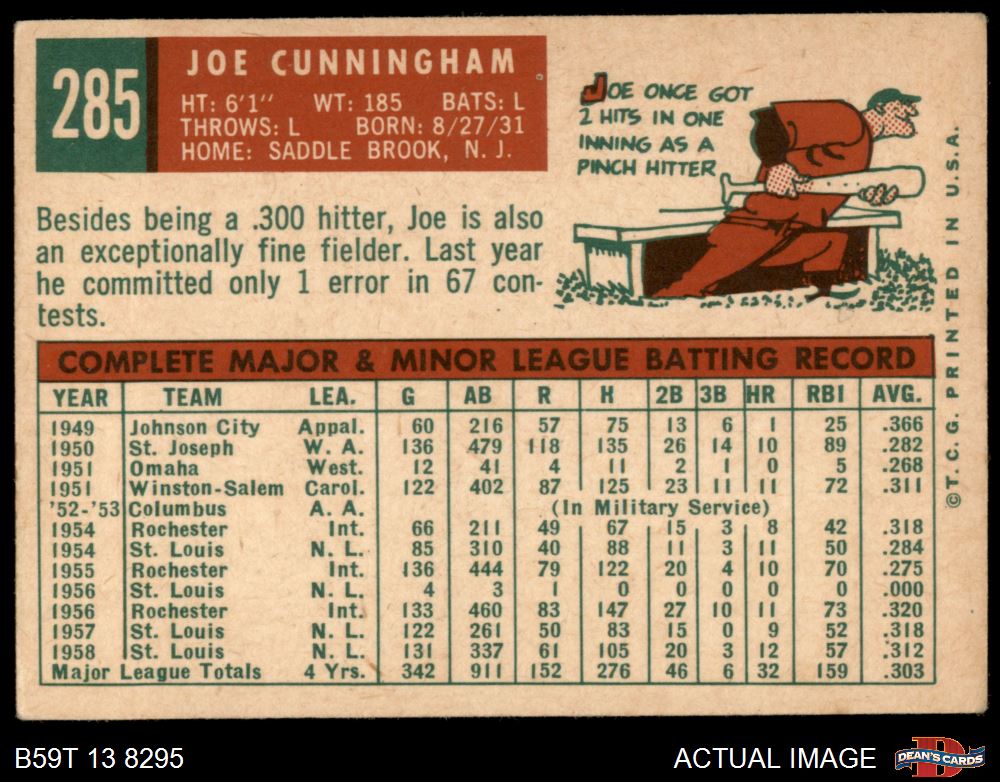 285
JOE CUNNINGHAM
HT: 6'1" WT: 185 BATS: L
THROWS: L BORN: 8/27/31
HOME: SADDLE BROOK, N. J.
Besides being a .300 hitter, Joe is also
an exceptionally fine fielder. Last year
he committed only 1 error in 67 con-
tests.
JOE ONCE GOT
2 HITS IN ONE
INNING AS A
PINCH HITTER
COMPLETE MAJOR & MINOR LEAGUE BATTING RECORD
YEAR TEAM LEA. G AB R H 2B 3B HR RBI AVG.
1949 Johnson City Appal. 60 216 57 75 13 6 1 25 .366
1950 St. Joseph W. A. 136 479 118 135 26 14 10 89 .282
1951 Omaha West. 12 41 4 11 2 1 0 5 .268
1951 Winston-Salem Carol. 122 402 87 125 23 11 11 72 .311
'52-'53 Columbus A. A. (In Military Service)
1954 Rochester Int. 66 211 49 67 15 3 8 42 .318
1954 St. Louis N. L. 85 310 40 88 11 3 11 50 .284
1955 Rochester Int. 136 444 79 122 20 4 10 70 .275
1956 St. Louis N. L. 4 3 1 0 0 0 0 0 .000
1956 Rochester Int. 133 460 83 147 27 10 11 73 .320
1957 St. Louis N. L. 122 261 50 83 15 0 9 52 .318
1958 St. Louis N. L. 131 337 61 105 20 3 12 57 .312
Major League Totals 4 Yrs. 342 911 152 276 46 6 32 159 .303
©T. C. G. PRINTED IN U.S.A.
B59T 13 8295
ACTUAL IMAGE
D
DEAN'S CARDS